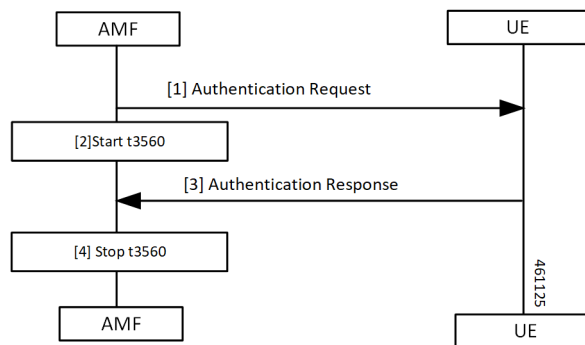 AMF
UE
[1] Authentication Request
[2]Start t3560
[3] Authentication Response
[4] Stop t3560
461125
AMF
UE